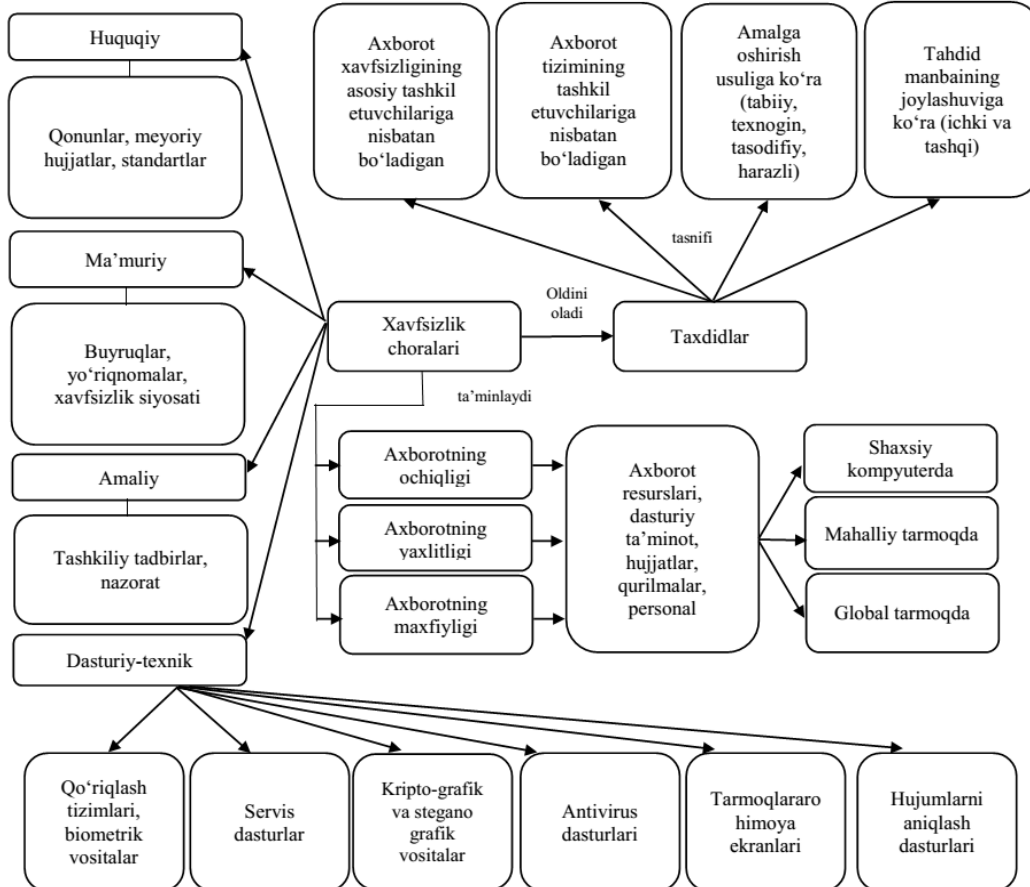 Huquqiy
Qonunlar, meyoriy
hujjatlar, standartlar
Ma’muriy
Buyruqlar,
yo‘riqnomalar,
xavfsizlik siyosati
Amaliy
Tashkiliy tadbirlar,
nazorat
Dasturiy-texnik
Axborot
xavfsizligining
asosiy tashkil
etuvchilariga
nisbatan
bo‘ladigan
Axborot
tizimining
tashkil
etuvchilariga
nisbatan
bo‘ladigan
Amalga
oshirish
usuliga ko‘ra
(tabiiy,
texnogin,
tasodifiy,
harazli)
Tahdid
manbaining
joylashuviga
ko‘ra (ichki va
tashqi)
tasnifi
Xavfsizlik
choralari
Oldini
oladi
Taxdidlar
ta’minlaydi
Axborotning
ochiqligi
Axborotning
yaxlitligi
Axborotning
maxfiyligi
Axborot
resurslari,
dasturiy
ta’minot,
hujjatlar,
qurilmalar,
personal
Shaxsiy
kompyuterda
Mahalliy tarmoqda
Global tarmoqda
Qo‘riqlash
tizimlari,
biometrik
vositalar
Servis
dasturlar
Kripto-grafik
va stegano
grafik
vositalar
Antivirus
dasturlari
Tarmoqlararo
himoya
ekranlari
Hujumlarni
aniqlash
dasturlari